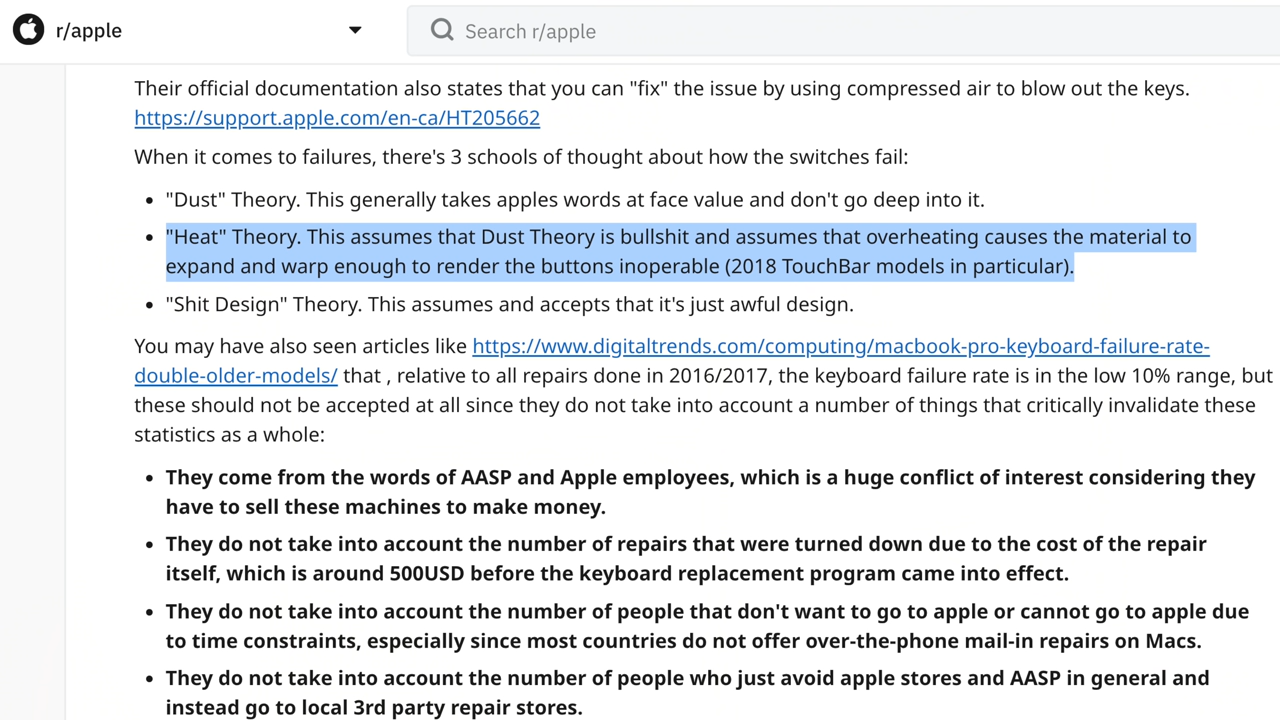 r/apple
Search r/apple
Their official documentation also states that you can "fix" the issue by using compressed air to blow out the keys.
https://support.apple.com/en-ca/HT205662
When it comes to failures, there's 3 schools of thought about how the switches fail:
• "Dust" Theory. This generally takes apples words at face value and don't go deep into it.
• "Heat" Theory. This assumes that Dust Theory is bullshit and assumes that overheating causes the material to
expand and warp enough to render the buttons inoperable (2018 TouchBar models in particular).
• "Shit Design" Theory. This assumes and accepts that it's just awful design.
You may have also seen articles like https://www.digitaltrends.com/computing/macbook-pro-keyboard-failure-rate-
double-older-models/ that , relative to all repairs done in 2016/2017, the keyboard failure rate is in the low 10% range, but
these should not be accepted at all since they do not take into account a number of things that critically invalidate these
statistics as a whole:
• They come from the words of AASP and Apple employees, which is a huge conflict of interest considering they
have to sell these machines to make money.
• They do not take into account the number of repairs that were turned down due to the cost of the repair
itself, which is around 500USD before the keyboard replacement program came into effect.
• They do not take into account the number of people that don't want to go to apple or cannot go to apple due
to time constraints, especially since most countries do not offer over-the-phone mail-in repairs on Macs.
• They do not take into account the number of people who just avoid apple stores and AASP in general and
instead go to local 3rd party repair stores.